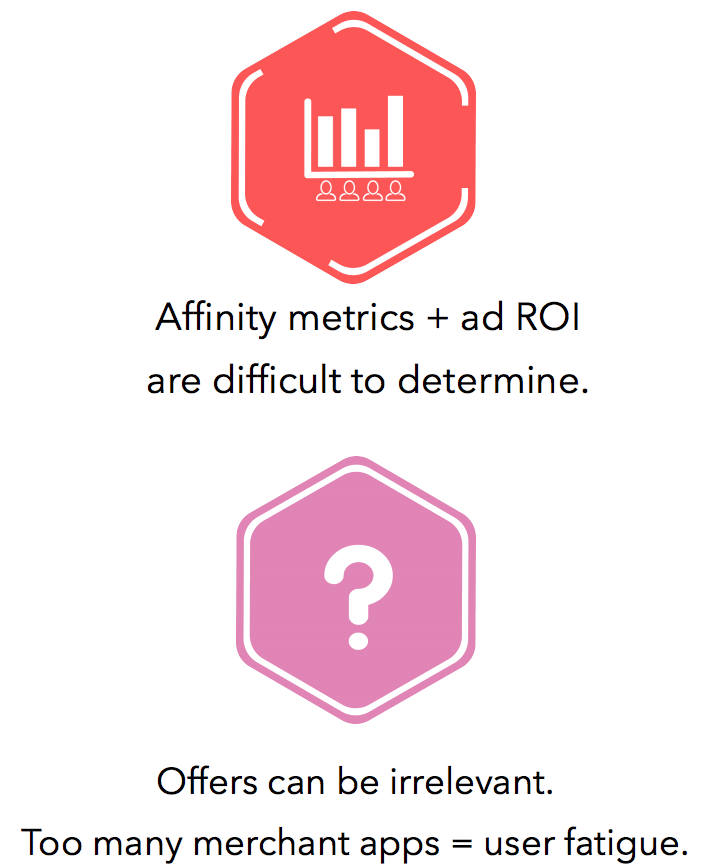 Affinity metrics + ad ROI
are difficult to determine.
?
Offers can be irrelevant.
Too many merchant apps = user fatigue.